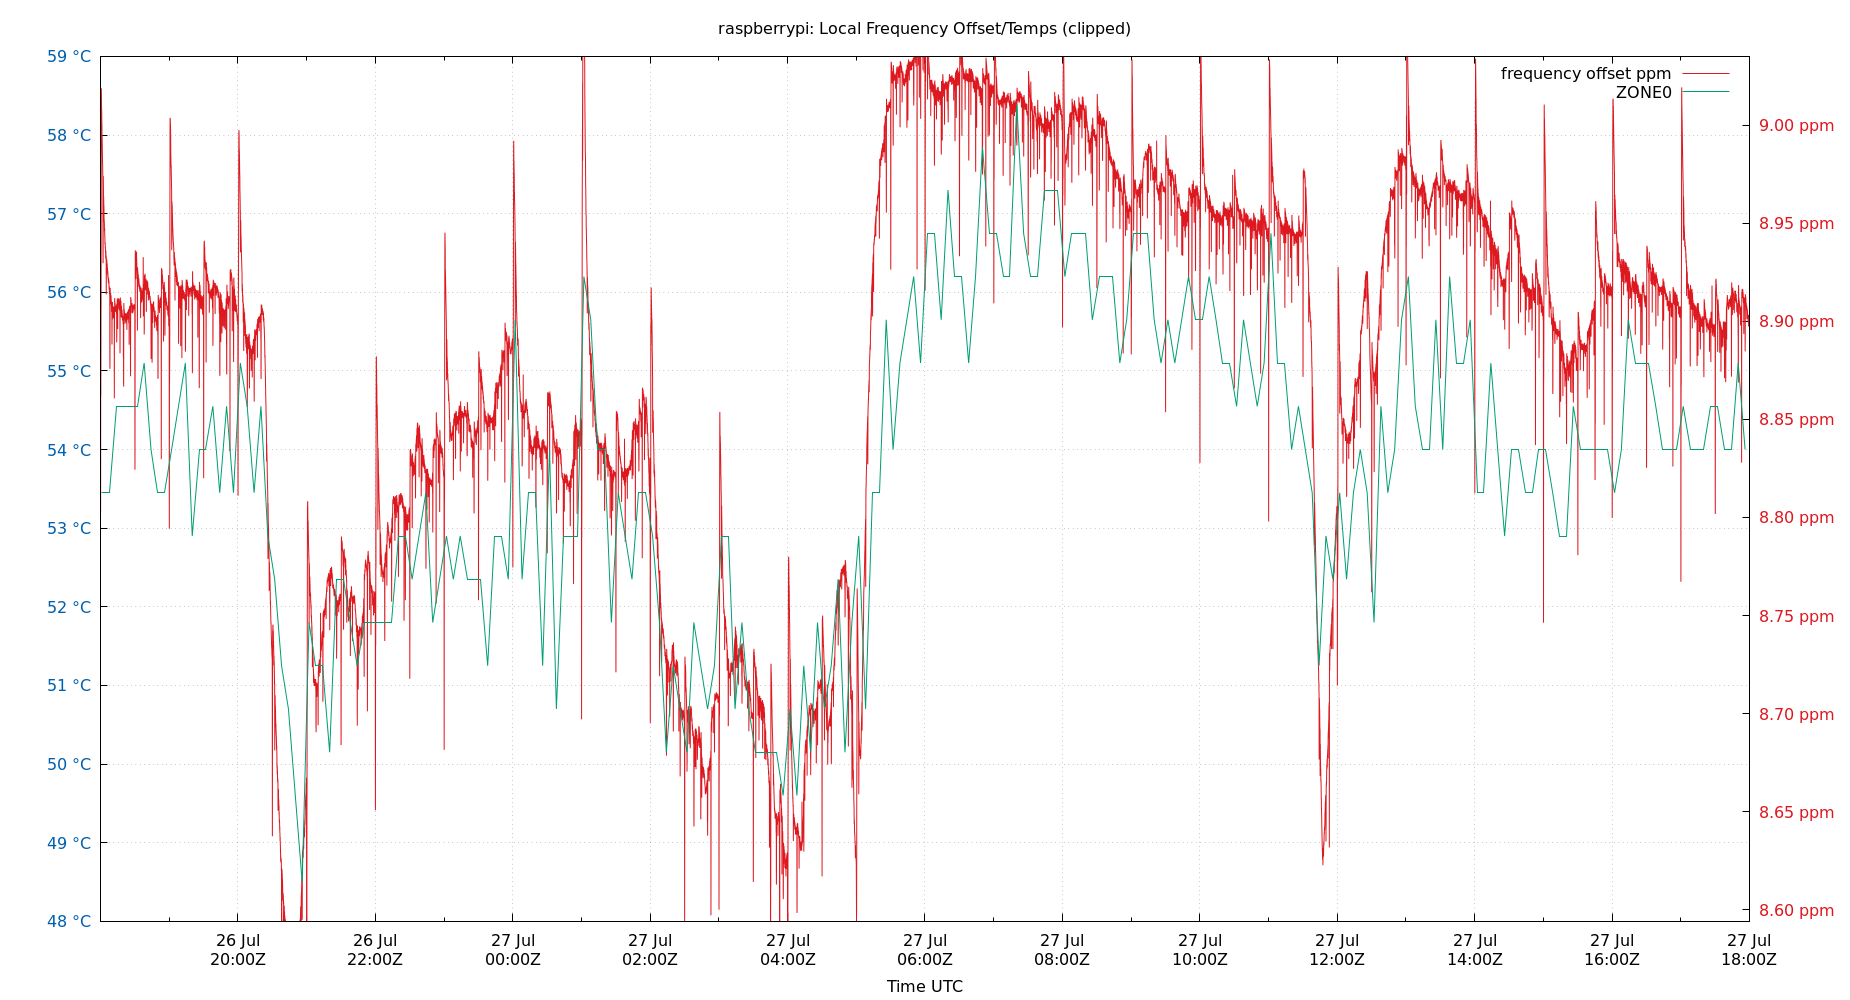 raspberrypi: Local Frequency Offset/Temps (clipped)
59 °C
58 °C
57 °C
56 °C
55 °C
54 °C
53 °C
52 °C
51 °C
50 °C
49 °C
48 °C
frequency offset ppm
ZONE0
9.00 ppm
8.95 ppm
8.90 ppm
8.85 ppm
8.80 ppm
8.75 ppm
8.70 ppm
8.65 ppm
8.60 ppm
26 Jul 26 Jul 27 Jul 27 Jul 27 Jul 27 Jul 27 Jul 27 Jul 27 Jul 27 Jul 27 Jul 27 Jul
20:00Z 22:00Z 00:00Z 02:00Z 04:00Z 06:00Z 08:00Z 10:00Z 12:00Z 14:00Z 16:00Z 18:00Z
Time UTC